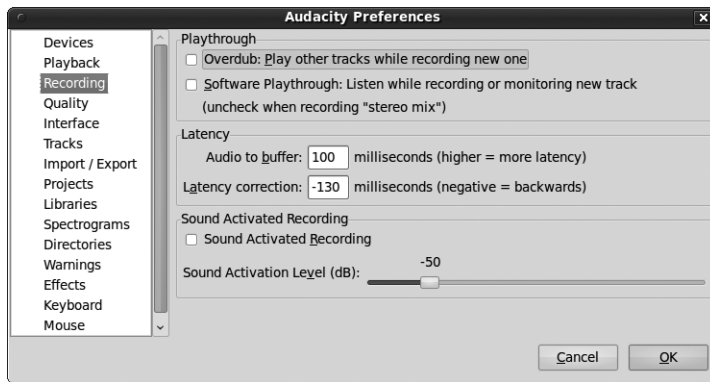 Audacity Preferences
Devices
Playback
Recording
Quality
Interface
Tracks
Import / Export
Projects
Libraries
Spectrograms
Directories
Warnings
Effects
Keyboard
Mouse
Playthrough
Overdub: Play other tracks while recording new one
Software Playthrough: Listen while recording or monitoring new track
(uncheck when recording "stereo mix")
Latency
Audio to buffer: 100 milliseconds (higher = more latency)
Latency correction: -130 milliseconds (negative = backwards)
Sound Activated Recording
Sound Activated Recording
-50
Sound Activation Level (dB):
Cancel OK